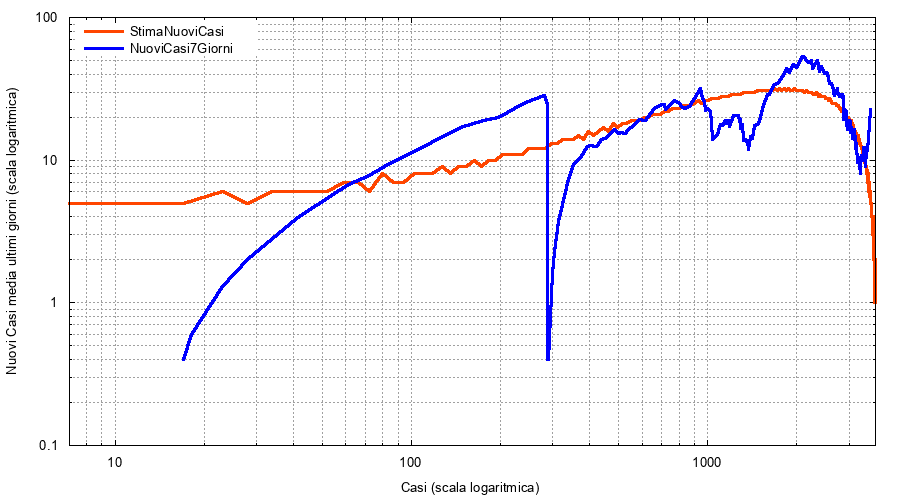 100
StimaNuoviCasi
NuoviCasi7Giorni
10
1
0.1
Nuovi Casi media ultimi giorni (scala logaritmica)
10
100
1000
Casi (scala logaritmica)